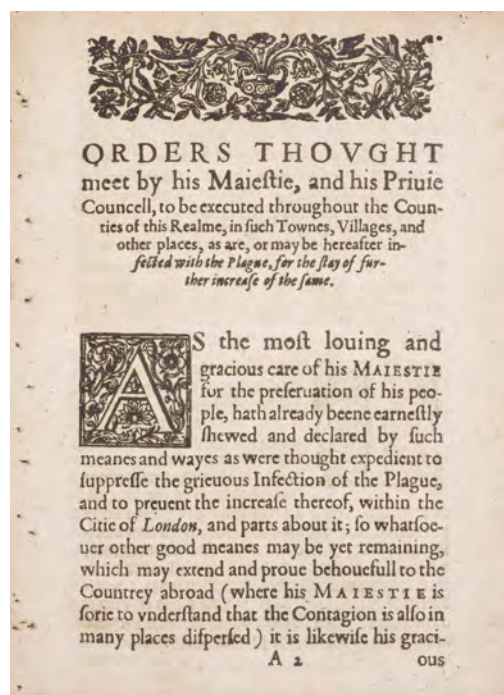 ORDERS THOVGHT
meet by his Maieſtie, and his Priuie
Councell, to be executed throughout the Coun-
ties of this Realme, in ſuch Townes, Villages, and
other places, as are, or may be hereafter in-
fected with the Plague, for the ſtay of fur-
ther increaſe of the ſame.
AS the moſt louing and
gracious care of his MAIESTIE
for the preſeruation of his peo-
ple, hath already beene earneſtly
ſhewed and declared by ſuch
meanes and wayes as were thought expedient to
ſuppreſſe the grieuous Infection of the Plague,
and to preuent the increaſe thereof, within the
Citie of London, and parts about it; ſo whatſoe-
uer other good meanes may be yet remaining,
which may extend and proue behouefull to the
Countrey abroad (where his MAIESTIE is
ſorie to vnderſtand that the Contagion is alſo in
many places diſperſed) it is likewiſe his graci-
A 2 ous